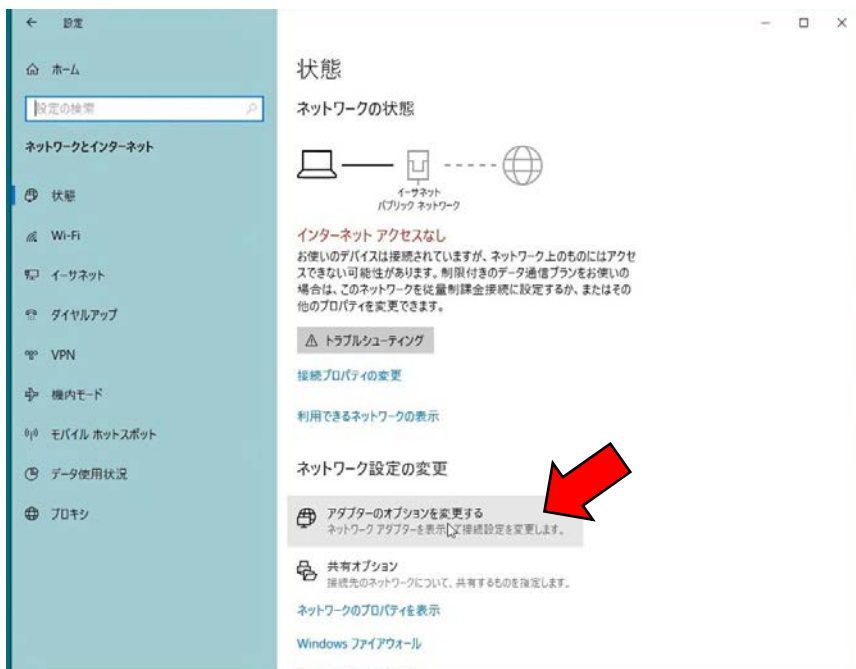 設定
ホーム
設定の検索
ネットワークとインターネット
状態
Wi-Fi
イーサネット
ダイヤルアップ
VPN
機内モード
モバイル ホットスポット
データ使用状況
プロキシ
状態
ネットワークの状態
イーサネット
パブリック ネットワーク
インターネット アクセスなし
お使いのデバイスは接続されていますが、ネットワーク上のものにはアクセ
スできない可能性があります。制限付きのデータ通信プランをお使いの
場合は、このネットワークを従量制課金接続に設定するか、またはその
他のプロパティを変更できます。
トラブルシューティング
接続プロパティの変更
利用できるネットワークの表示
ネットワーク設定の変更
アダプターのオプションを変更する
ネットワーク アダプターを表示して接続設定を変更します。
共有オプション
接続先のネットワークについて、共有するものを指定します。
ネットワークのプロパティを表示
Windows ファイアウォール